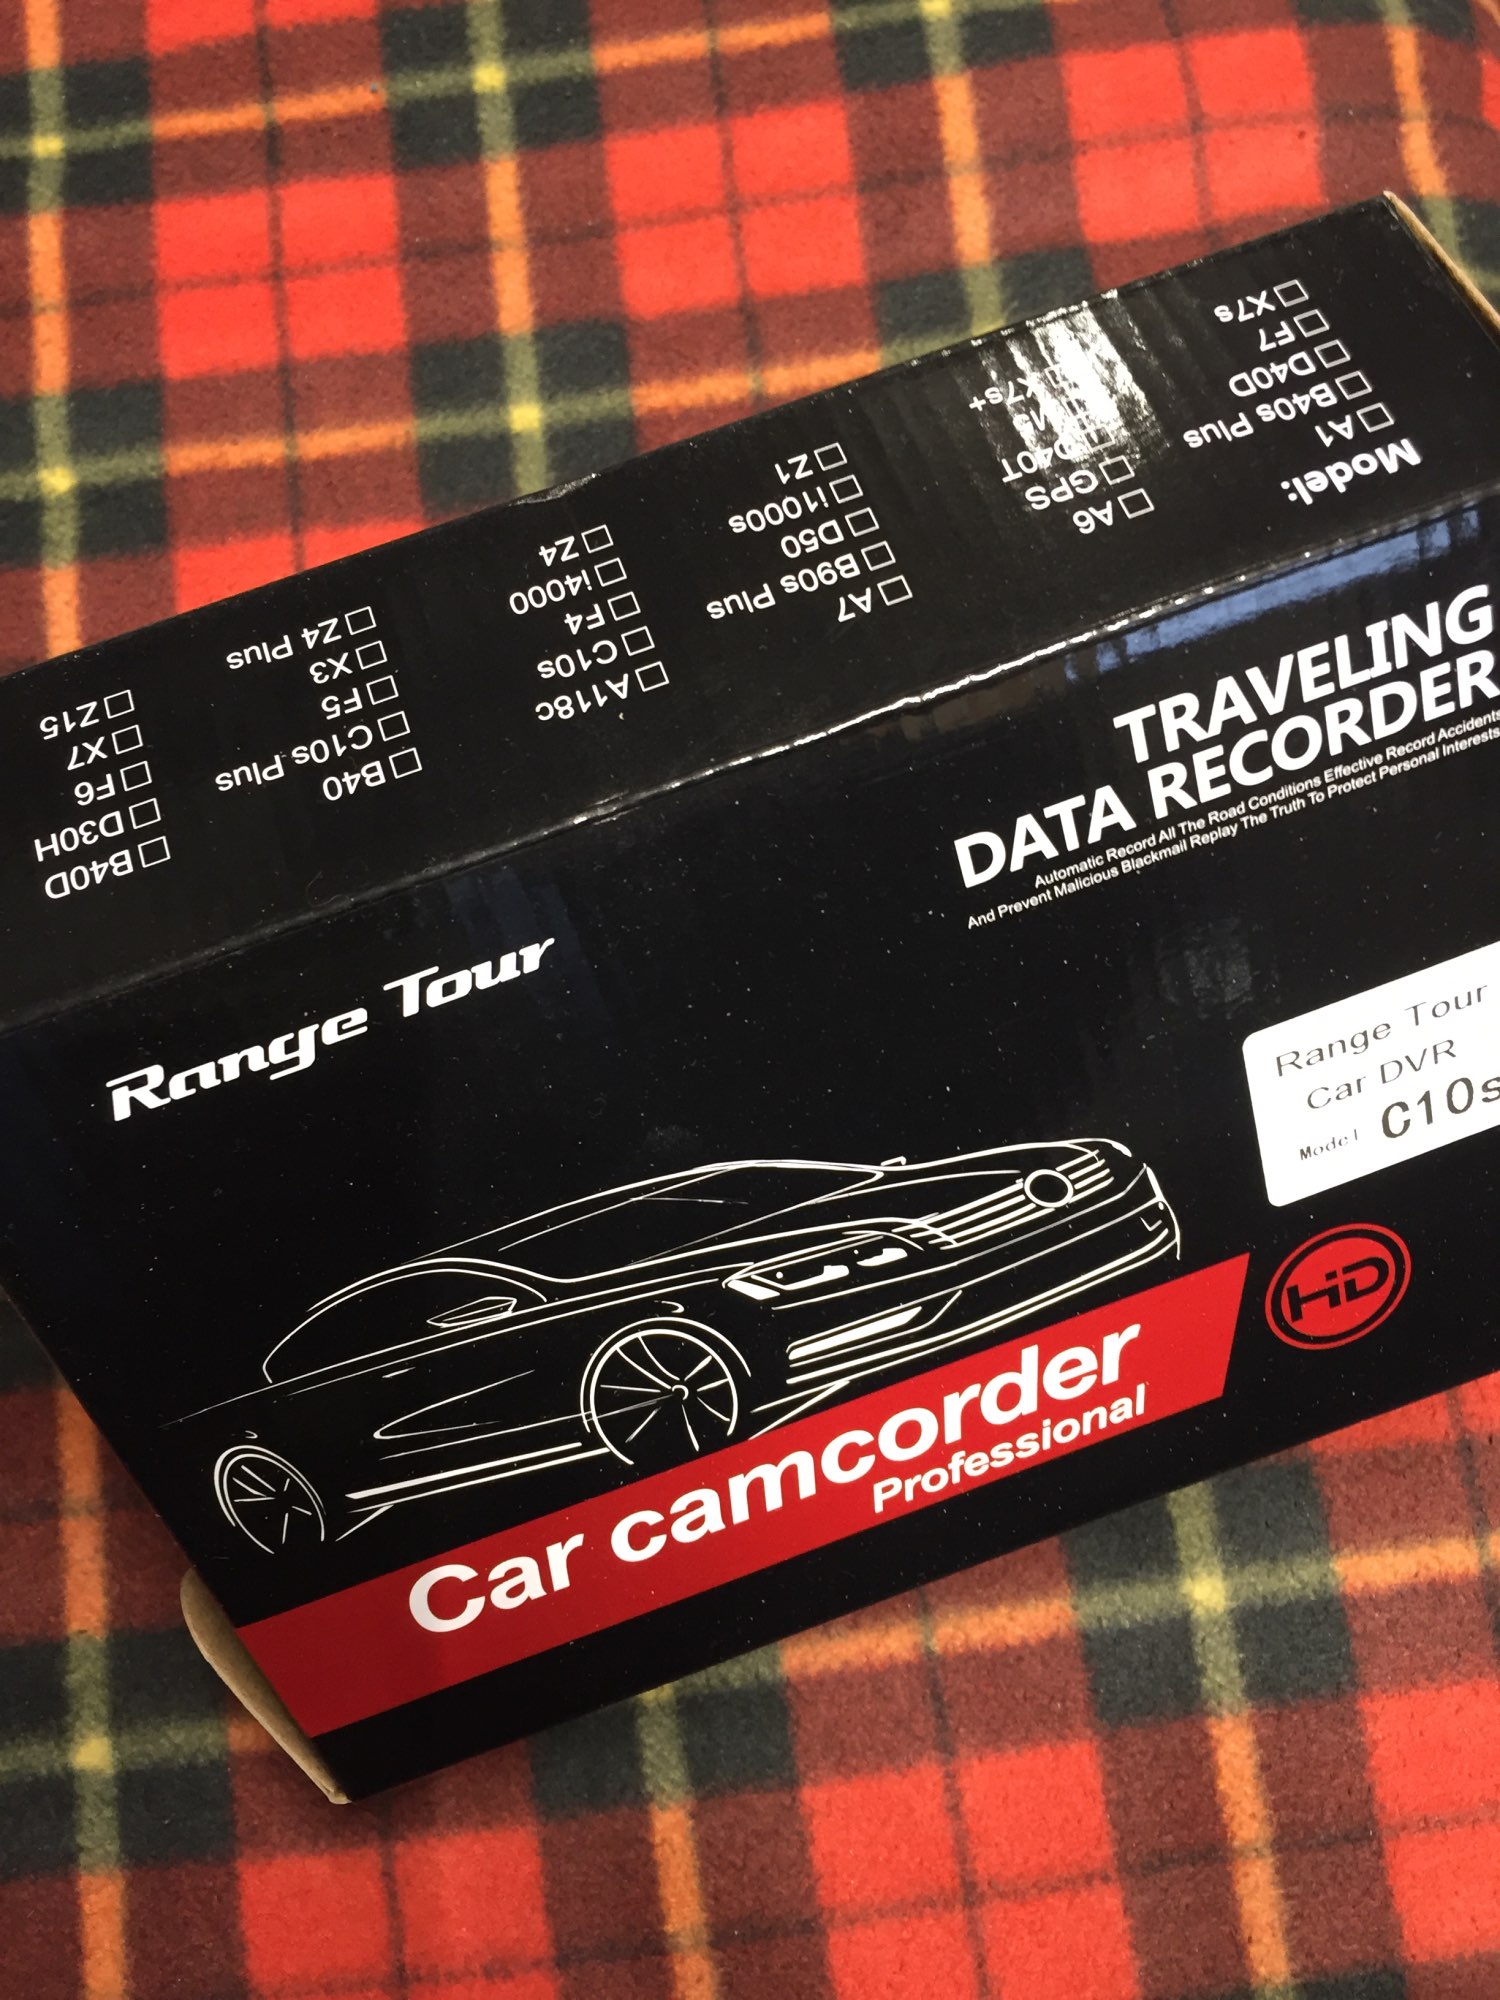 Model:
A1
B40s Plus
D40D
F7
X7s
A6
GPS
D40T
X7s+
A7
B90s Plus
D50
i1000s
Z1
A118c
C10s
F4
i4000
Z4
B40
C10s Plus
F5
X3
Z4 Plus
B40D
D30H
F6
X7
Z15
TRAVELING
DATA RECORDER
Automatic Record All The Road Conditions Effective Record Accidents
And Prevent Malicious Blackmail Replay The Truth To Protect Personal Interests
Range Tour
Range Tour
Car DVR
Model C10s
HD
Car camcorder
Professional